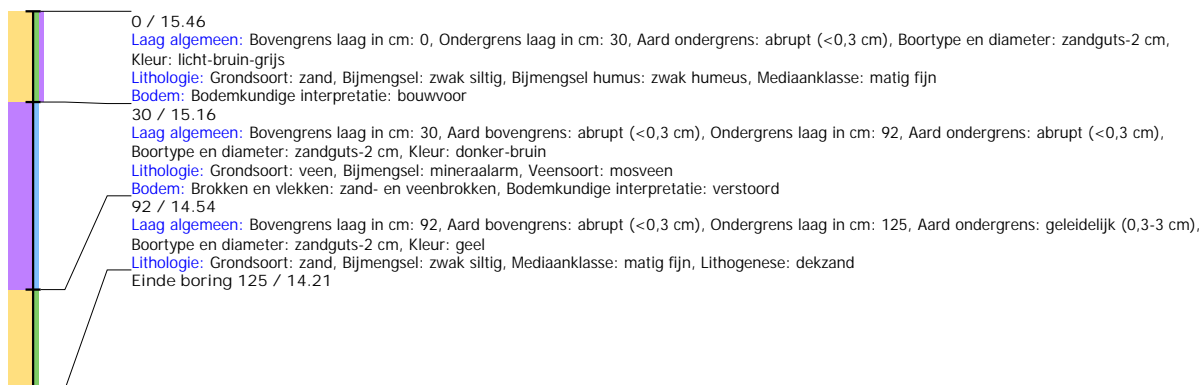 0 / 15.46
Laag algemeen: Bovengrens laag in cm: 0, Ondergrens laag in cm: 30, Aard ondergrens: abrupt (<0,3 cm), Boortype en diameter: zandguts-2 cm,
Kleur: licht-bruin-grijs
Lithologie: Grondsoort: zand, Bijmengsel: zwak siltig, Bijmengsel humus: zwak humeus, Mediaanklasse: matig fijn
Bodem: Bodemkundige interpretatie: bouwvoor
30 / 15.16
Laag algemeen: Bovengrens laag in cm: 30, Aard bovengrens: abrupt (<0,3 cm), Ondergrens laag in cm: 92, Aard ondergrens: abrupt (<0,3 cm),
Boortype en diameter: zandguts-2 cm, Kleur: donker-bruin
Lithologie: Grondsoort: veen, Bijmengsel: mineraalarm, Veensoort: mosveen
Bodem: Brokken en vlekken: zand- en veenbrokken, Bodemkundige interpretatie: verstoord
92 / 14.54
Laag algemeen: Bovengrens laag in cm: 92, Aard bovengrens: abrupt (<0,3 cm), Ondergrens laag in cm: 125, Aard ondergrens: geleidelijk (0,3-3 cm),
Boortype en diameter: zandguts-2 cm, Kleur: geel
Lithologie: Grondsoort: zand, Bijmengsel: zwak siltig, Mediaanklasse: matig fijn, Lithogenese: dekzand
Einde boring 125 / 14.21